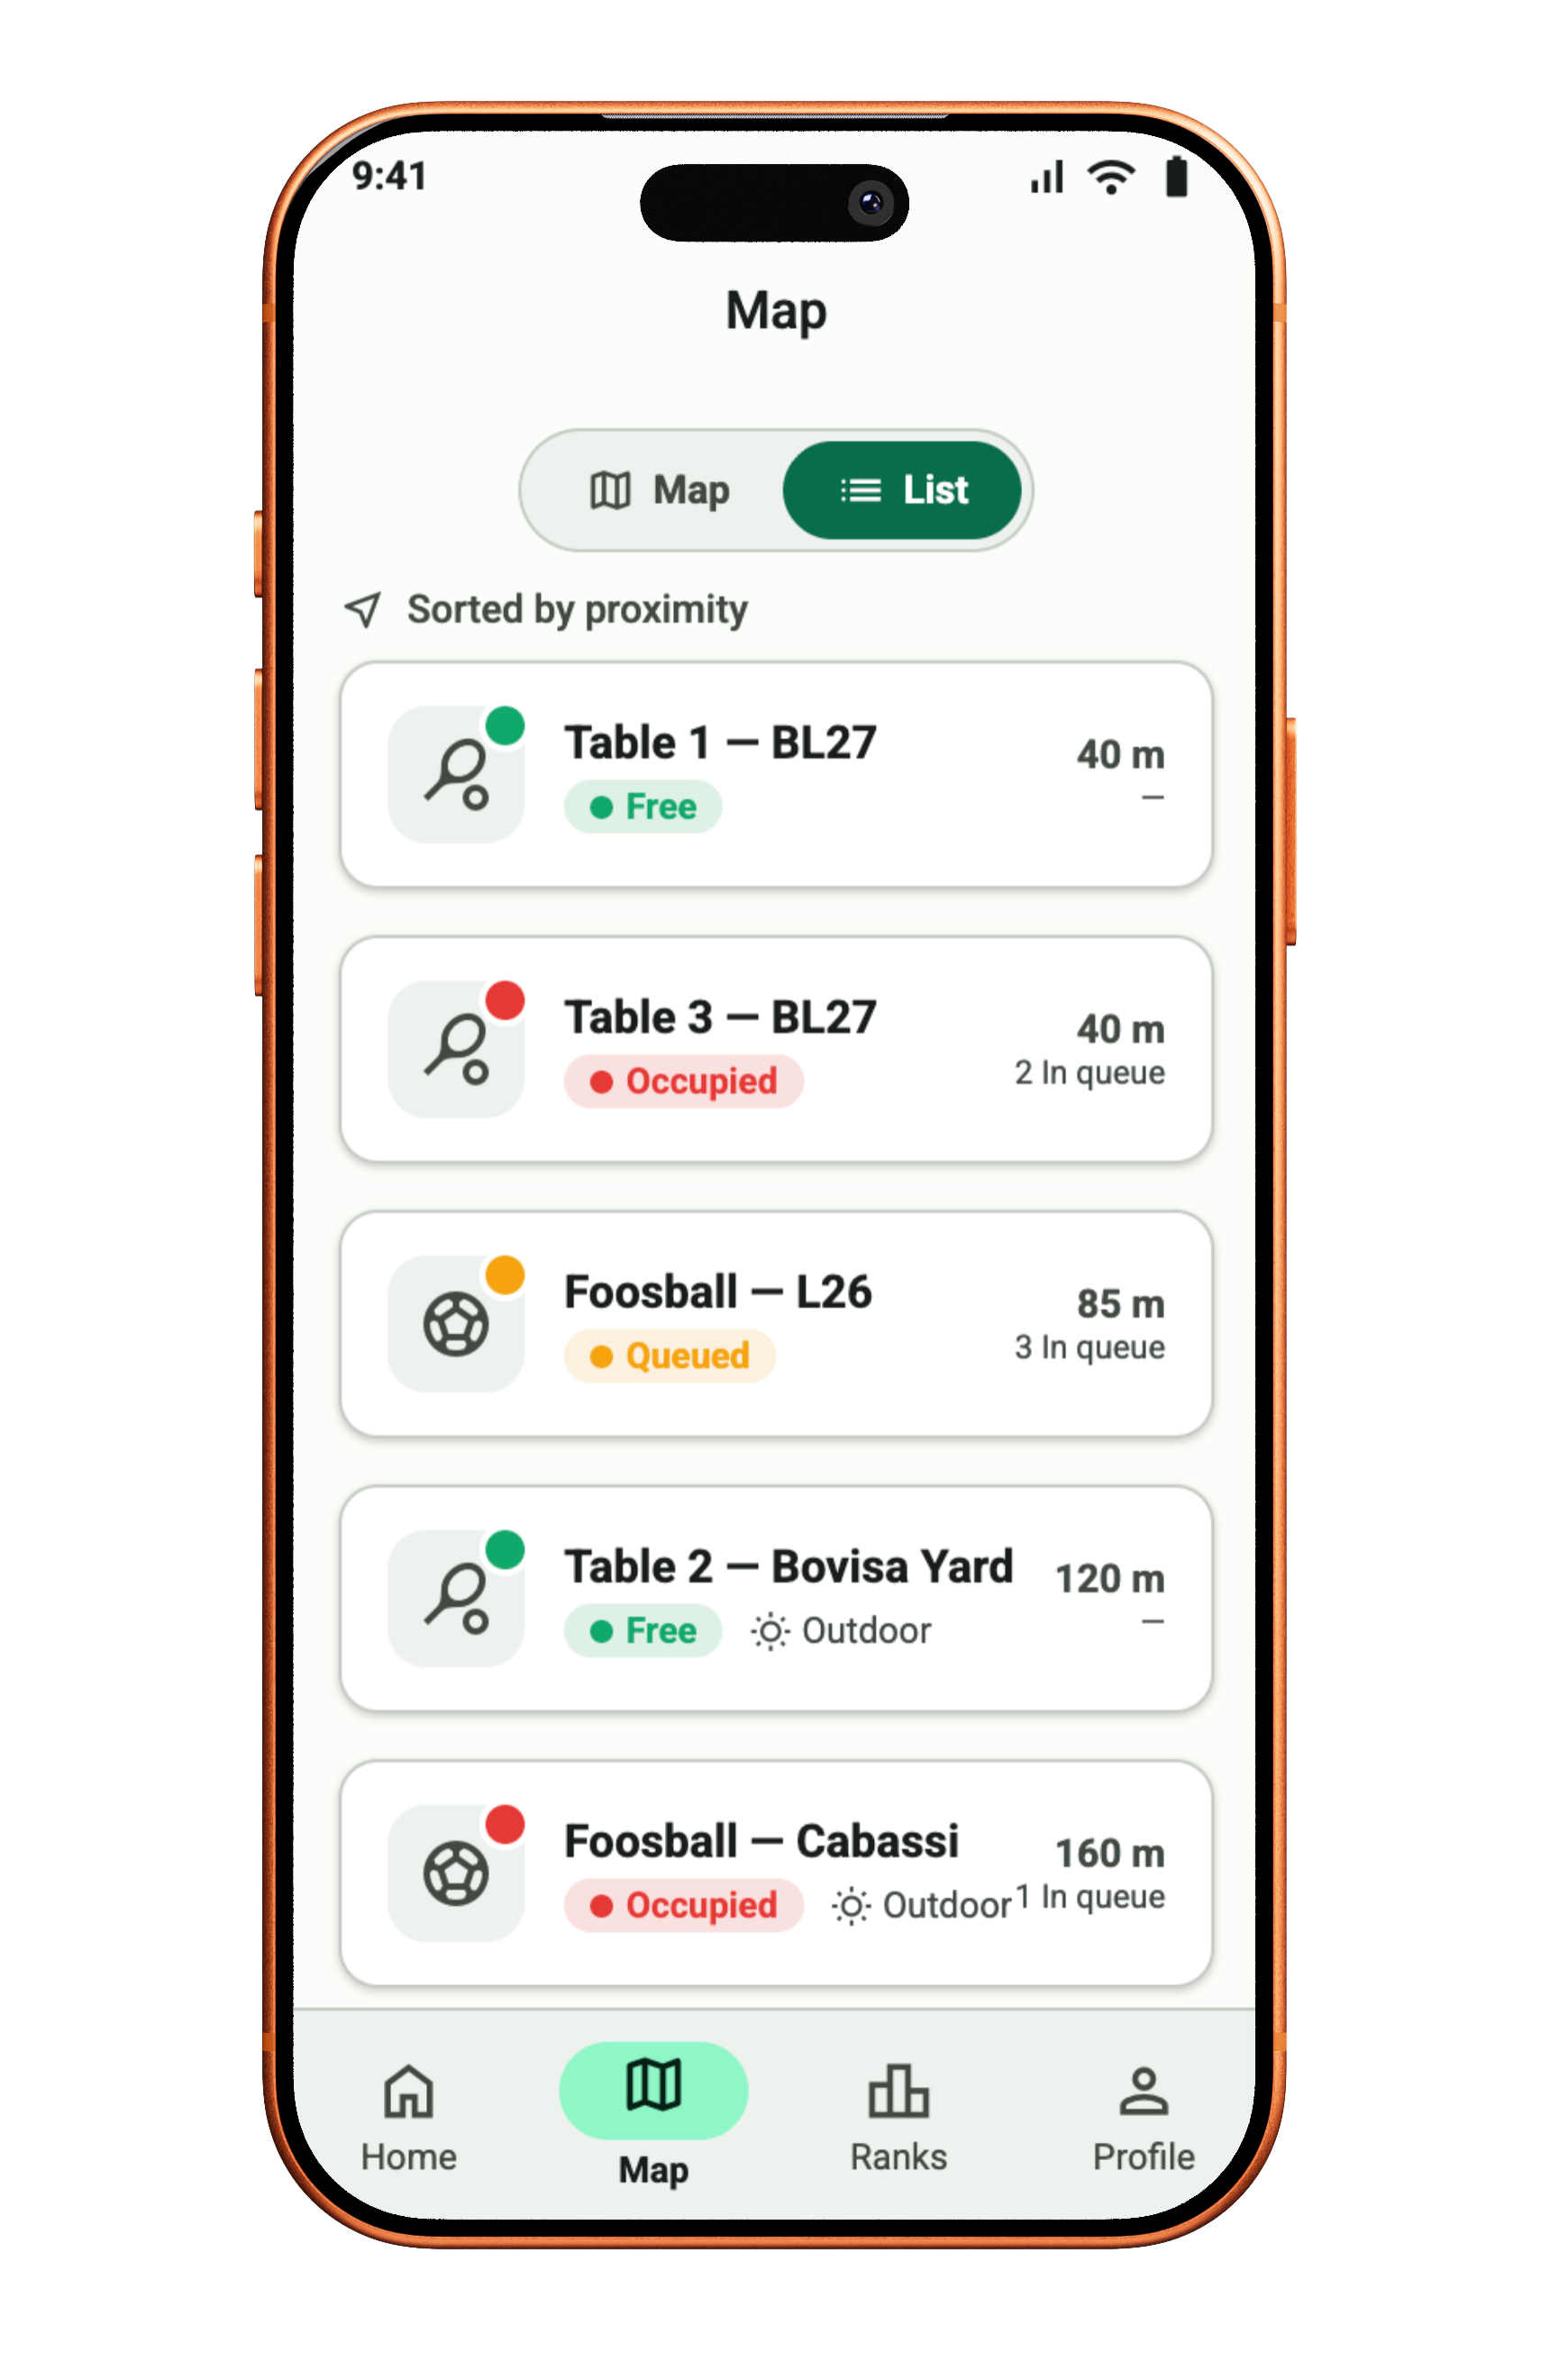 9:41
Map
Map List
Sorted by proximity
Table 1 — BL27
40 m
Free
–
Table 3 — BL27
40 m
Occupied
2 In queue
Foosball — L26
85 m
Queued
3 In queue
Table 2 — Bovisa Yard
120 m
Free Outdoor
–
Foosball — Cabassi
160 m
Occupied Outdoor 1 In queue
Home Map Ranks Profile